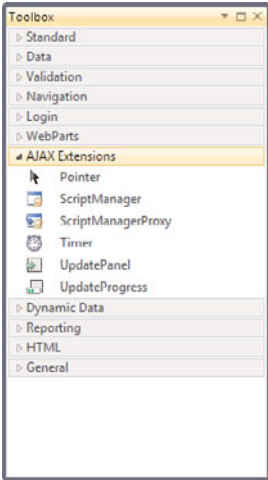 Toolbox
Standard
Data
Validation
Navigation
Login
WebParts
AJAX Extensions
Pointer
ScriptManager
ScriptManagerProxy
Timer
UpdatePanel
UpdateProgress
Dynamic Data
Reporting
HTML
General